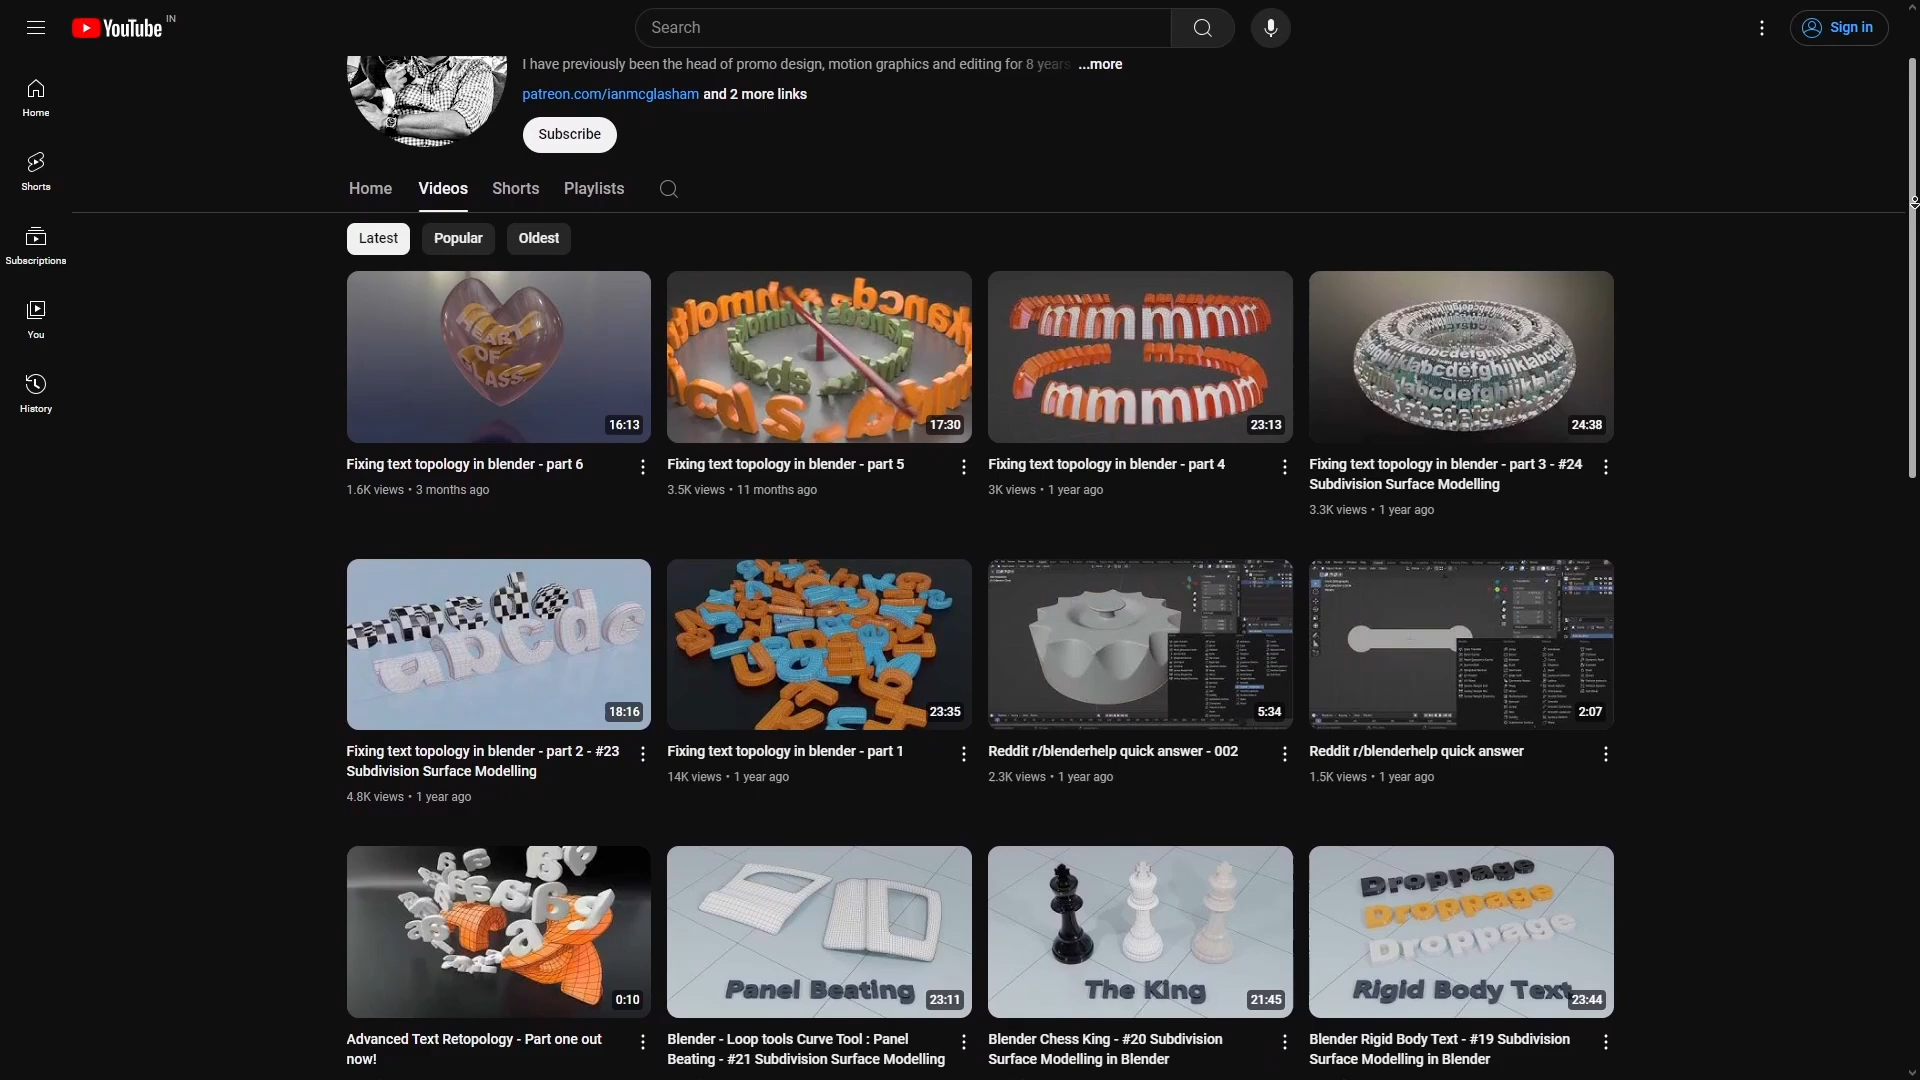 YouTube IN
Search
Sign in
I have previously been the head of promo design, motion graphics and editing for 8 years ...more
patreon.com/ianmcglasham and 2 more links
Subscribe
Home
Shorts
Subscriptions
You
History
Home Videos Shorts Playlists
Latest Popular Oldest
HEART
OF
GLASS
16:13
17:30
mmmmmm
mmmmmm
23:13
24:38
Fixing text topology in blender - part 6
1.6K views • 3 months ago
Fixing text topology in blender - part 5
3.5K views • 11 months ago
Fixing text topology in blender - part 4
3K views • 1 year ago
Fixing text topology in blender - part 3 - #24
Subdivision Surface Modelling
3.3K views • 1 year ago
abcde
18:16
23:35
5:34
2:07
Fixing text topology in blender - part 2 - #23
Subdivision Surface Modelling
4.8K views • 1 year ago
Fixing text topology in blender - part 1
14K views • 1 year ago
Reddit r/blenderhelp quick answer - 002
2.3K views • 1 year ago
Reddit r/blenderhelp quick answer
1.5K views • 1 year ago
0:10
Panel Beating
23:11
The King
21:45
Droppage
Droppage
Droppage
Rigid Body Text
23:44
Advanced Text Retopology - Part one out
now!
Blender - Loop tools Curve Tool : Panel
Beating - #21 Subdivision Surface Modelling
Blender Chess King - #20 Subdivision
Surface Modelling in Blender
Blender Rigid Body Text - #19 Subdivision
Surface Modelling in Blender